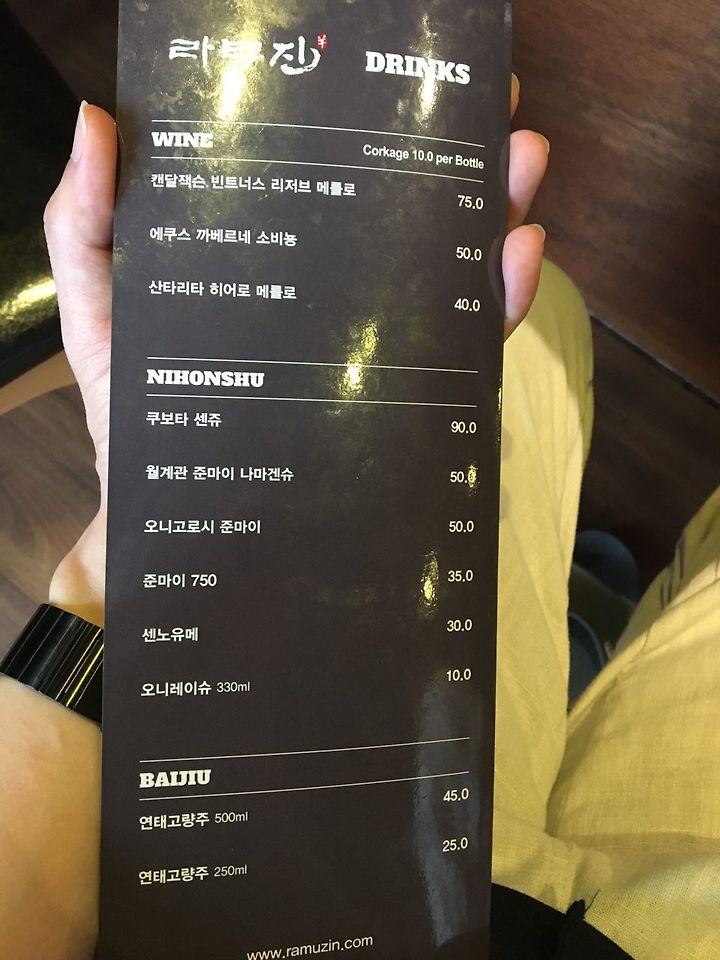 라무진 DRINKS
WINE Corkage 10.0 per Bottle
캔달잭슨 빈트너스 리저브 메를로 75.0
에쿠스 까베르네 소비뇽 50.0
산타리타 히어로 메를로 40.0
NIHONSHU
쿠보타 센쥬 90.0
월계관 준마이 나마겐슈 50.0
오니고로시 준마이 50.0
준마이 750 35.0
센노유메 30.0
오니레이슈 330ml 10.0
BAIJIU
연태고량주 500ml 45.0
연태고량주 250ml 25.0
www.ramuzin.com